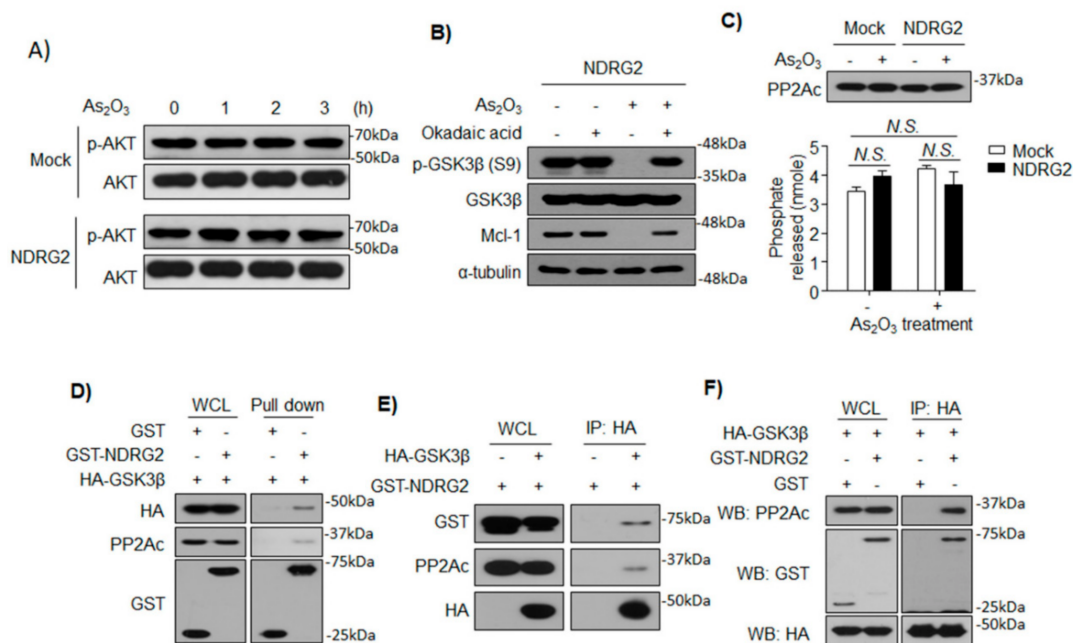 A)
As₂O₃ 0 1 2 3 (h)
Mock
p-AKT
-70kDa
-50kDa
AKT
NDRG2
p-AKT
-70kDa
-50kDa
AKT
B)
NDRG2
As₂O₃ - - + +
Okadaic acid - + - +
-48kDa
p-GSK3β (S9)
-35kDa
GSK3β
-48kDa
Mcl-1
α-tubulin
-48kDa
C)
Mock NDRG2
As₂O₃ - + - +
PP2Ac
-37kDa
N.S.
N.S. N.S.
Mock
NDRG2
Phosphate
released (nmole)
5
4
3
2
1
0
- +
As₂O₃ treatment
D)
WCL Pull down
GST + - + -
GST-NDRG2 - + - +
HA-GSK3β + + + +
HA
-50kDa
PP2Ac
-37kDa
-75kDa
GST
-25kDa
E)
WCL IP: HA
HA-GSK3β - + - +
GST-NDRG2 + + + +
GST
-75kDa
PP2Ac
-37kDa
HA
-50kDa
F)
WCL IP: HA
HA-GSK3β + + + +
GST-NDRG2 - + - +
GST + - + -
WB: PP2Ac
-37kDa
-75kDa
WB: GST
-25kDa
WB: HA
-50kDa